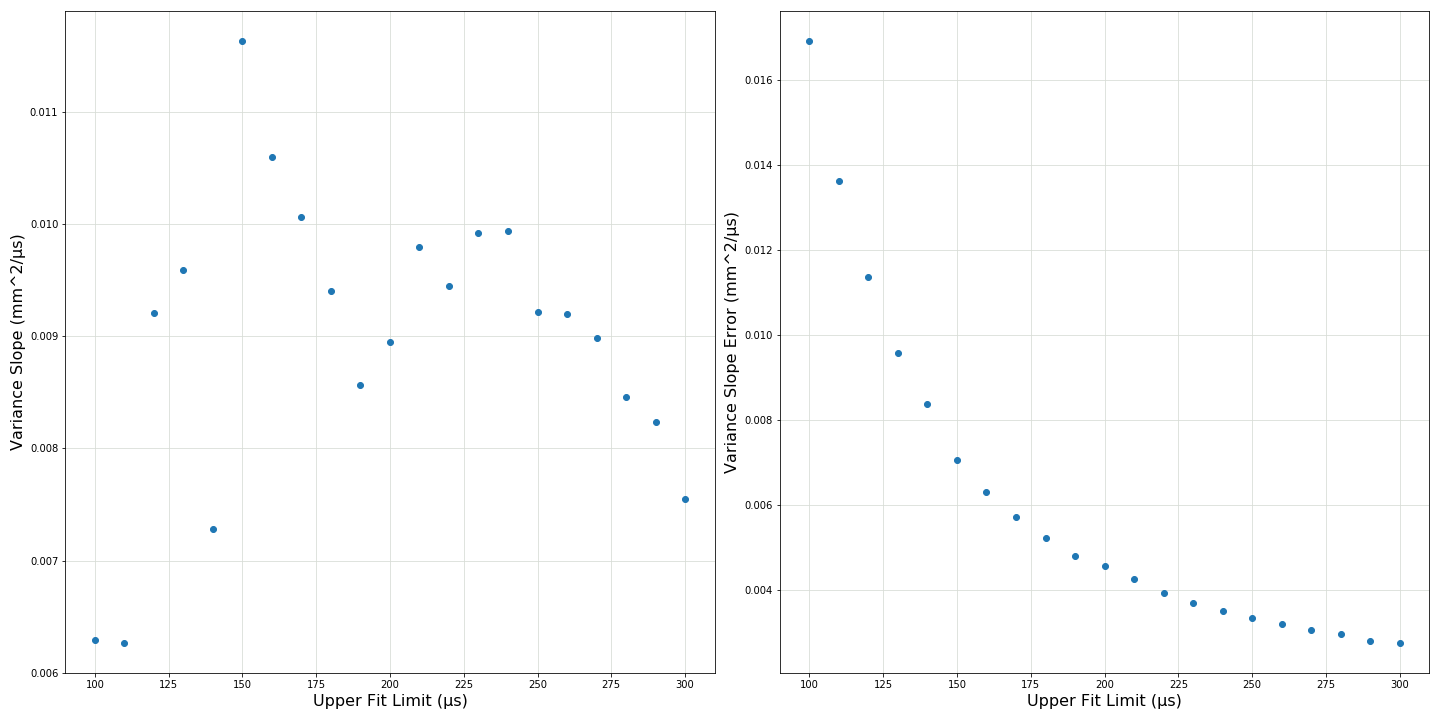 0.011
0.010
0.009
0.008
0.007
0.006
Variance Slope (mm^2/μs)
100 125 150 175 200 225 250 275 300
Upper Fit Limit (μs)
0.016
0.014
0.012
0.010
0.008
0.006
0.004
Variance Slope Error (mm^2/μs)
100 125 150 175 200 225 250 275 300
Upper Fit Limit (μs)